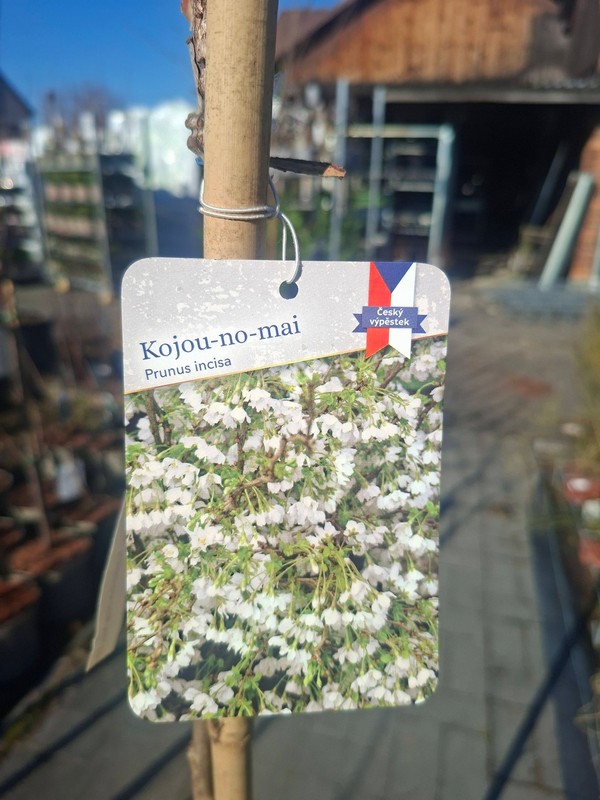 Kojou-no-mai
Prunus incisa
Český
výpěstek